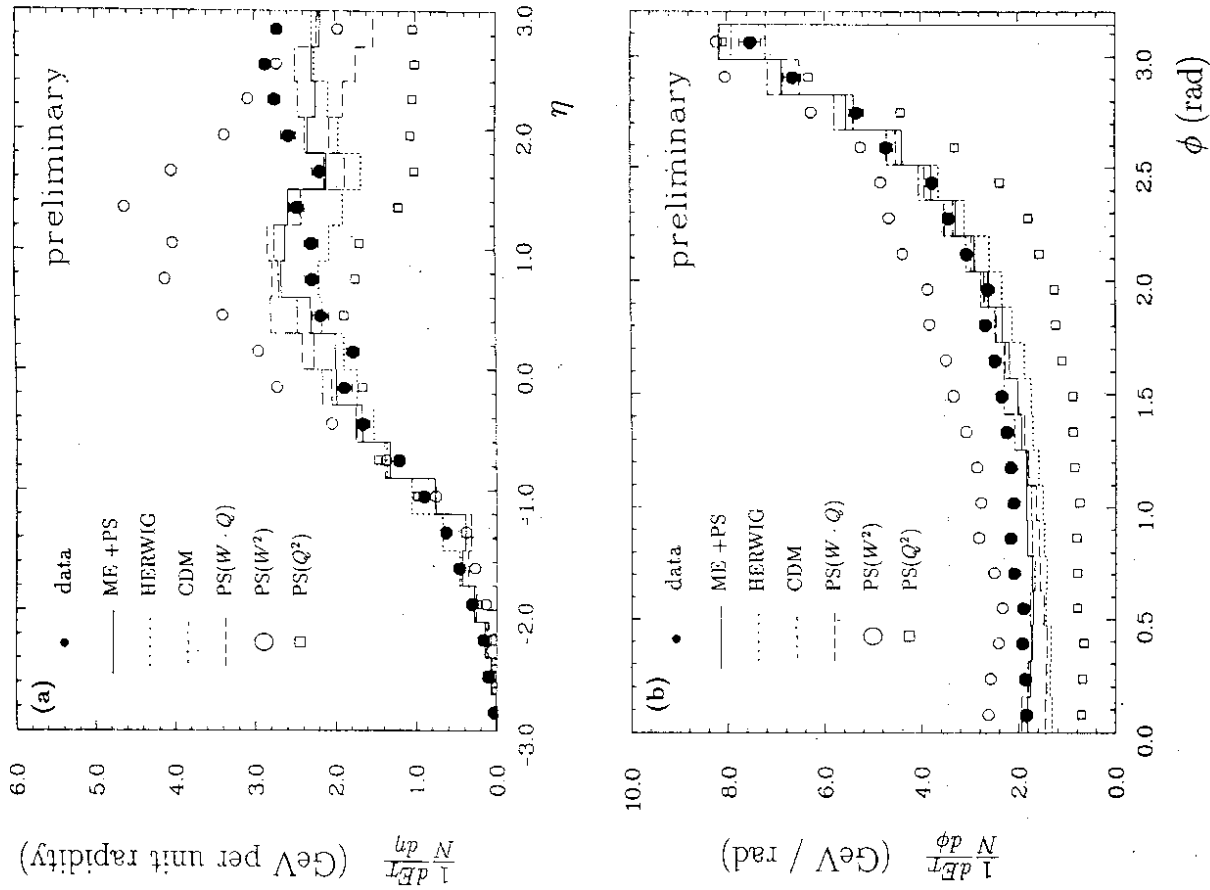 (a)
preliminary
data
ME +PS
HERWIG
CDM
PS(W · Q)
PS(W²)
PS(Q²)
6.0
5.0
4.0
3.0
2.0
1.0
0.0
-3.0
-2.0
-1.0
0.0
1.0
2.0
3.0
η
1/N dE_T/dη (GeV per unit rapidity)
(b)
preliminary
data
ME +PS
HERWIG
CDM
PS(W · Q)
PS(W²)
PS(Q²)
10.0
8.0
6.0
4.0
2.0
0.0
0.0
0.5
1.0
1.5
2.0
2.5
3.0
φ (rad)
1/N dE_T/dφ (GeV / rad)